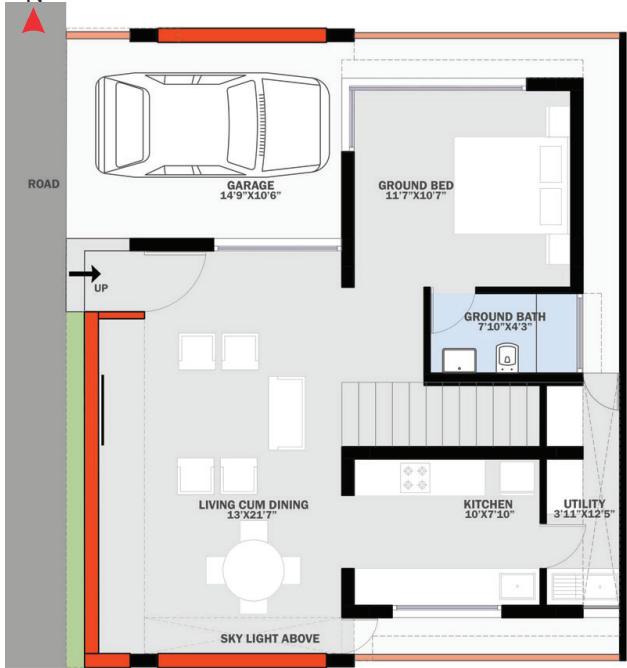 N
ROAD
GARAGE
14'9"X10'6"
GROUND BED
11'7"X10'7"
UP
GROUND BATH
7'10"X4'3"
LIVING CUM DINING
13'X21'7"
KITCHEN
10'X7'10"
UTILITY
3'11"X12'5"
SKY LIGHT ABOVE